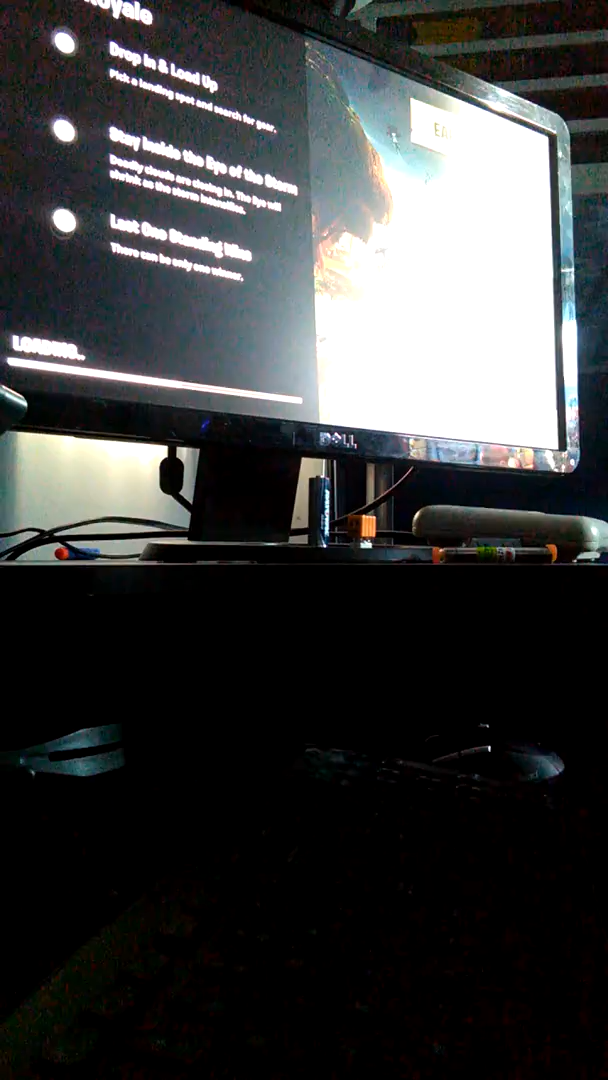 Royale
Drop In & Load Up
Pick a landing spot and search for gear.
Stay Inside the Eye of the Storm
Deadly clouds are closing in. The Eye will
shrink as the storm intensifies.
Last One Standing Wins
There can be only one winner.
LOADING..
DELL